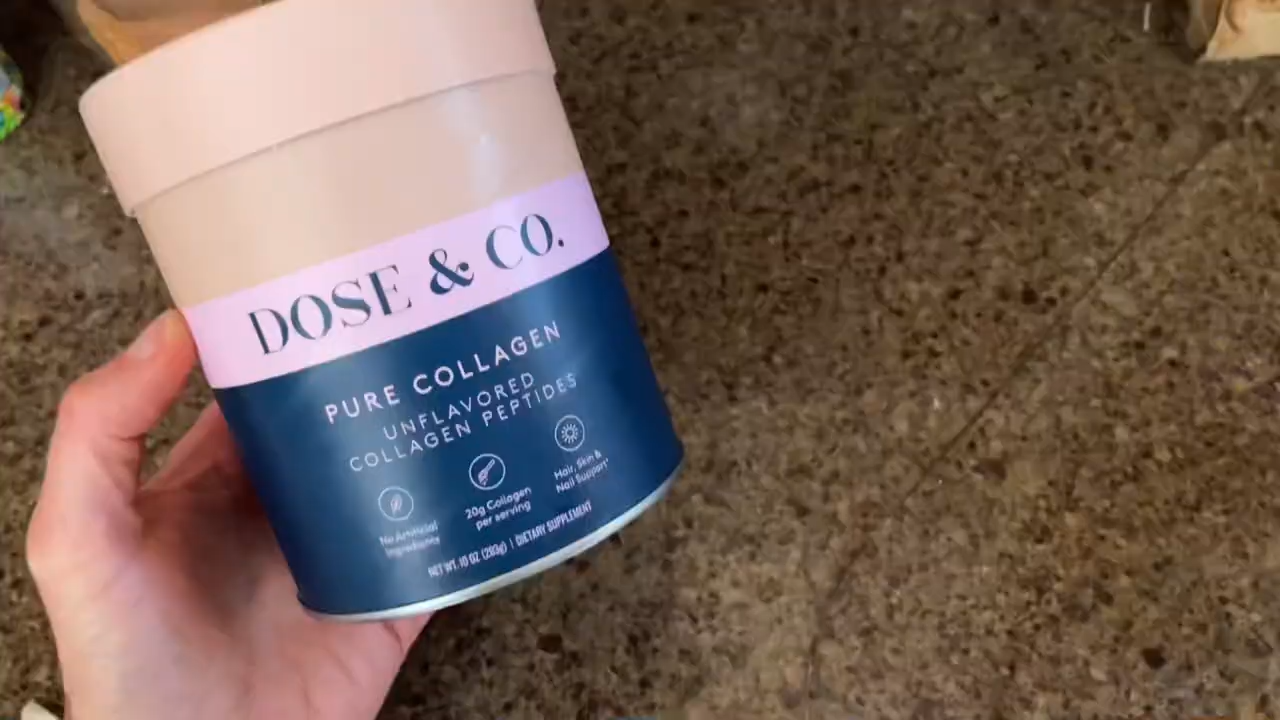 DOSE & CO.
PURE COLLAGEN
UNFLAVORED
COLLAGEN PEPTIDES
No Artificial
Ingredients
20g Collagen
per serving
Hair, Skin &
Nail Support*
NET WT. 10 OZ (283g) | DIETARY SUPPLEMENT